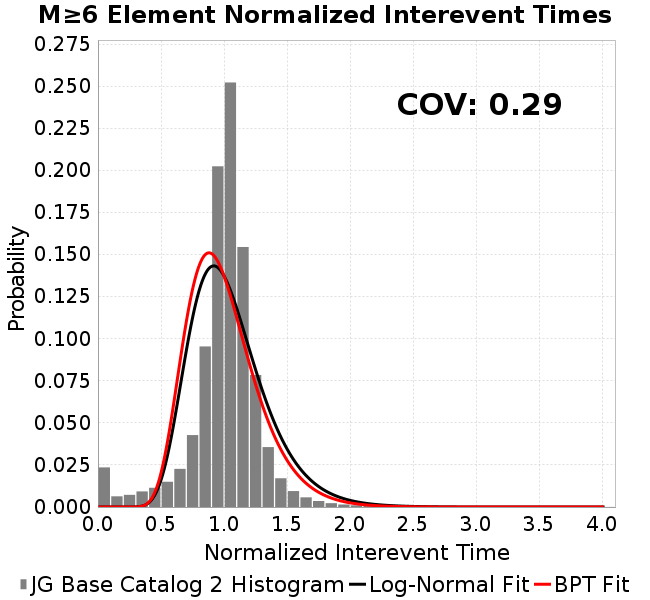 M≥6 Element Normalized Interevent Times
COV: 0.29
Probability
0.275
0.250
0.225
0.200
0.175
0.150
0.125
0.100
0.075
0.050
0.025
0.000
0.0 0.5 1.0 1.5 2.0 2.5 3.0 3.5 4.0
Normalized Interevent Time
JG Base Catalog 2 Histogram Log-Normal Fit BPT Fit